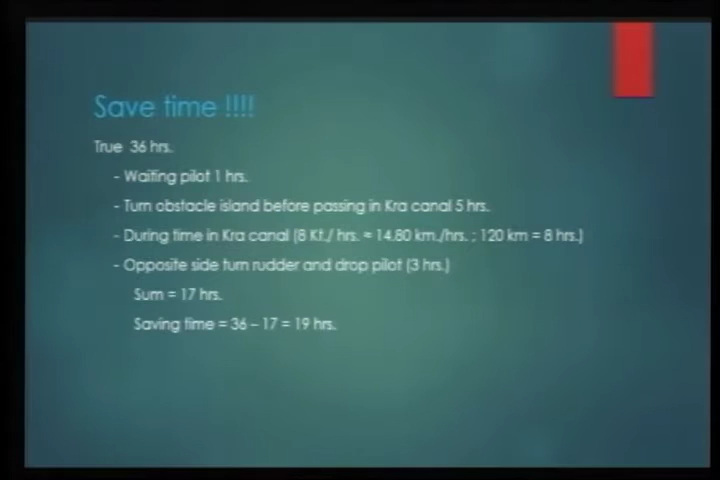 Save time !!!!
True 36 hrs.
- Waiting pilot 1 hrs.
- Turn obstacle island before passing in Kra canal 5 hrs.
- During time in Kra canal (8 Kt./ hrs. = 14.80 km./hrs. ; 120 km = 8 hrs.)
- Opposite side turn rudder and drop pilot (3 hrs.)
Sum = 17 hrs.
Saving time = 36 – 17 = 19 hrs.